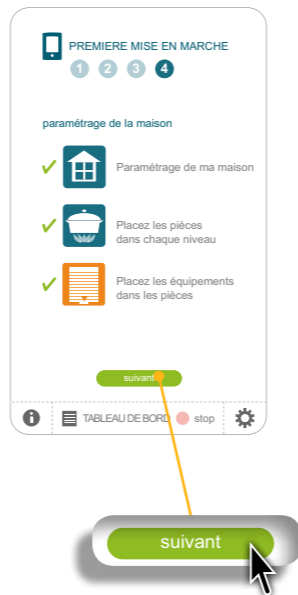 PREMIERE MISE EN MARCHE
1 2 3 4
paramétrage de la maison
Paramétrage de ma maison
Placez les pièces
dans chaque niveau
Placez les équipements
dans les pièces
suivant
i TABLEAU DE BORD stop
suivant